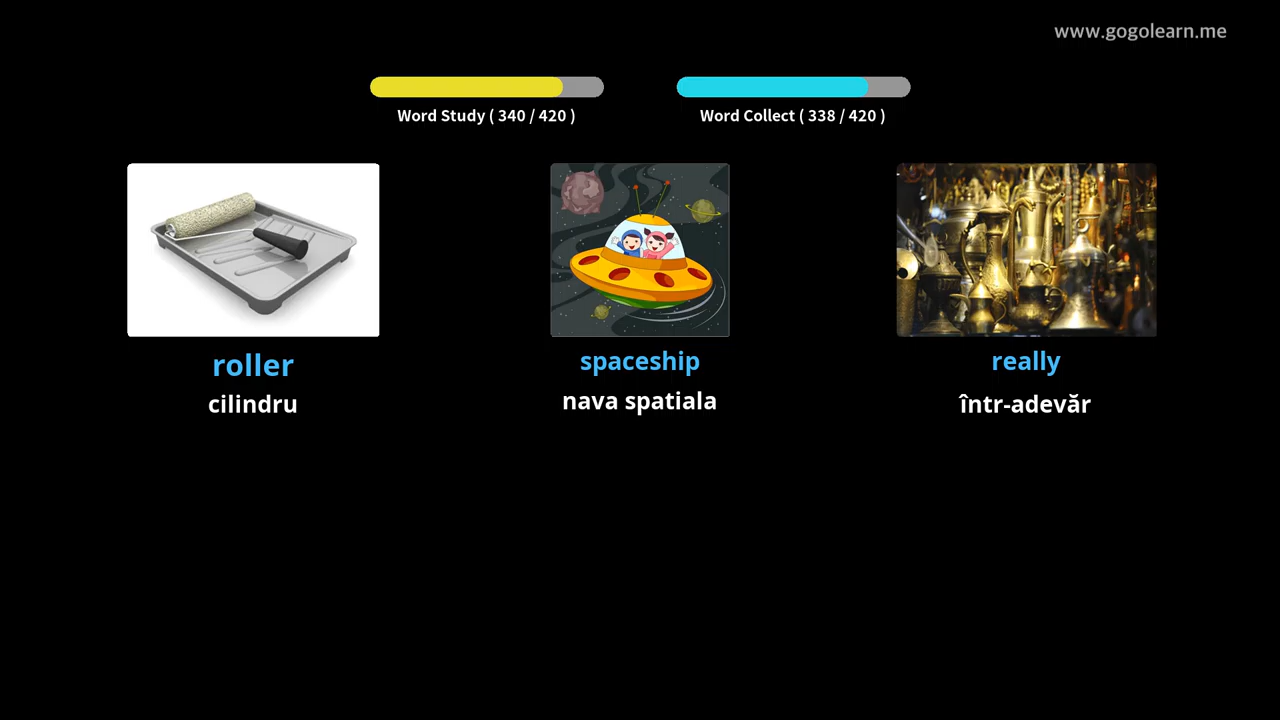 www.gogolearn.me
Word Study ( 340 / 420 )
Word Collect ( 338 / 420 )
roller
cilindru
spaceship
nava spatiala
really
într-adevăr